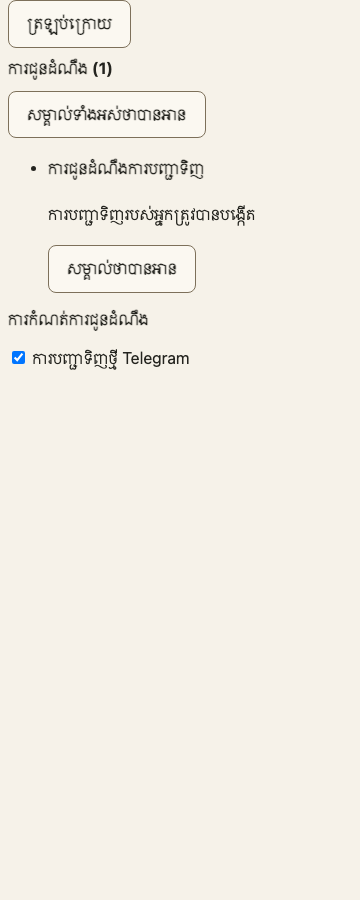 ត្រឡប់ក្រោយ
ការជូនដំណឹង (1)
សម្គាល់ទាំងអស់ថាបានអាន
ការជូនដំណឹងការបញ្ជាទិញ
ការបញ្ជាទិញរបស់អ្នកត្រូវបានបង្កើត
សម្គាល់ថាបានអាន
ការកំណត់ការជូនដំណឹង
ការបញ្ជាទិញថ្មី Telegram